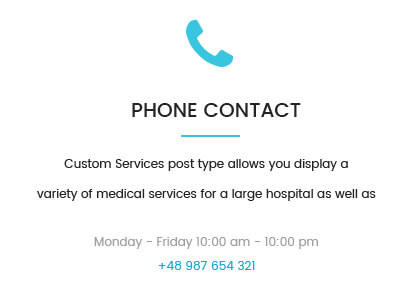 PHONE CONTACT
Custom Services post type allows you display a
variety of medical services for a large hospital as well as
Monday - Friday 10:00 am - 10:00 pm
+48 987 654 321